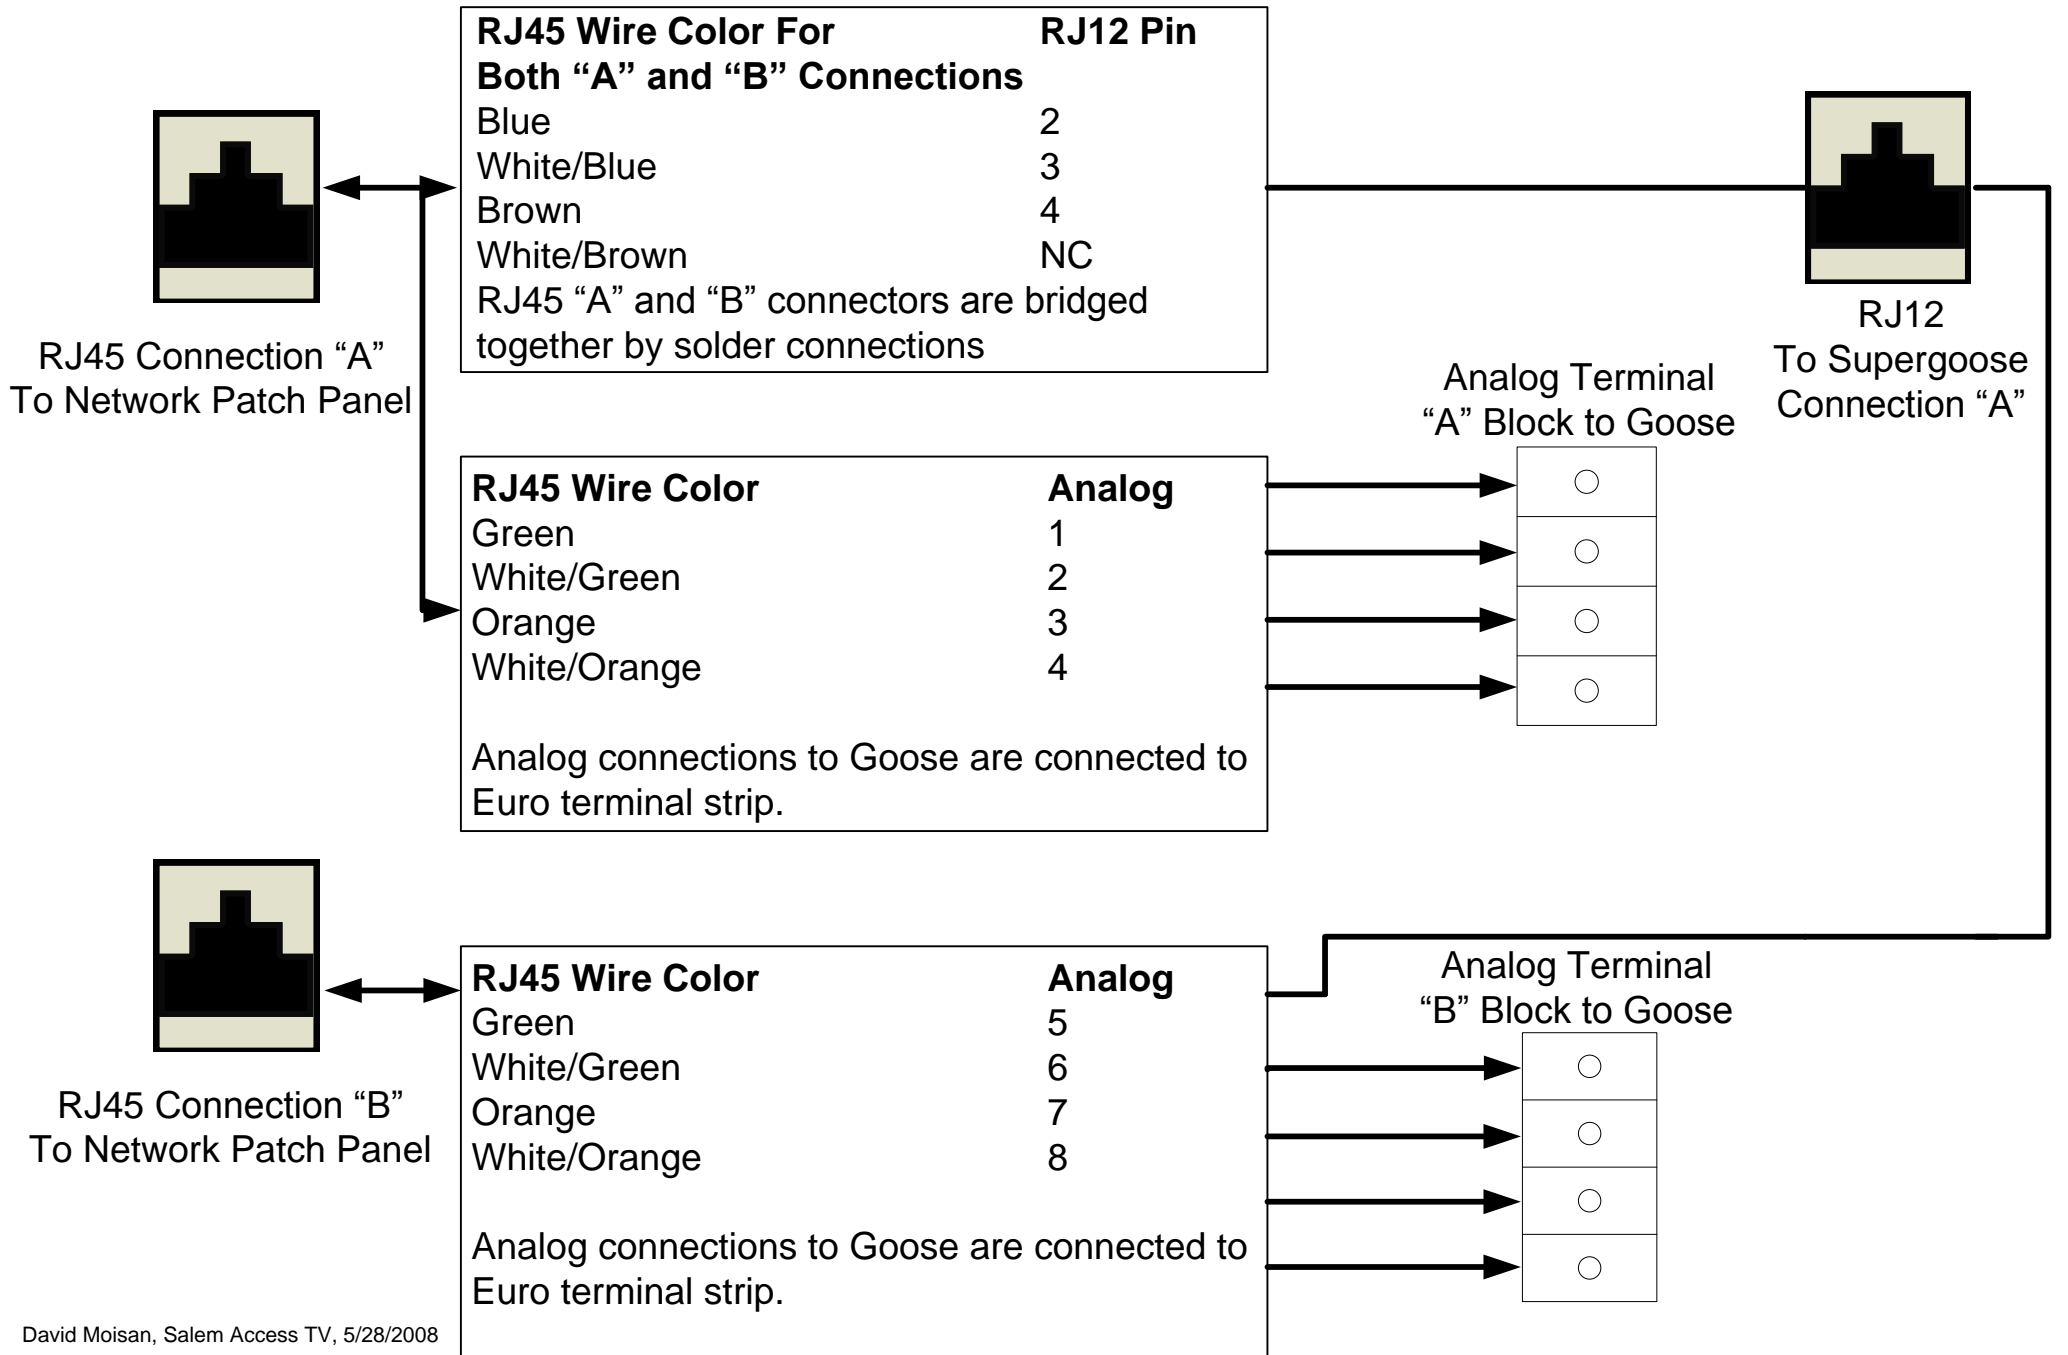 RJ45 Wire Color For RJ12 Pin
Both “A” and “B” Connections
Blue 2
White/Blue 3
Brown 4
White/Brown NC
RJ45 “A” and “B” connectors are bridged
together by solder connections
RJ45 Connection “A”
To Network Patch Panel
RJ12
To Supergoose
Connection “A”
Analog Terminal
“A” Block to Goose
RJ45 Wire Color Analog
Green 1
White/Green 2
Orange 3
White/Orange 4
Analog connections to Goose are connected to
Euro terminal strip.
RJ45 Connection “B”
To Network Patch Panel
RJ45 Wire Color Analog
Green 5
White/Green 6
Orange 7
White/Orange 8
Analog connections to Goose are connected to
Euro terminal strip.
Analog Terminal
“B” Block to Goose
David Moisan, Salem Access TV, 5/28/2008